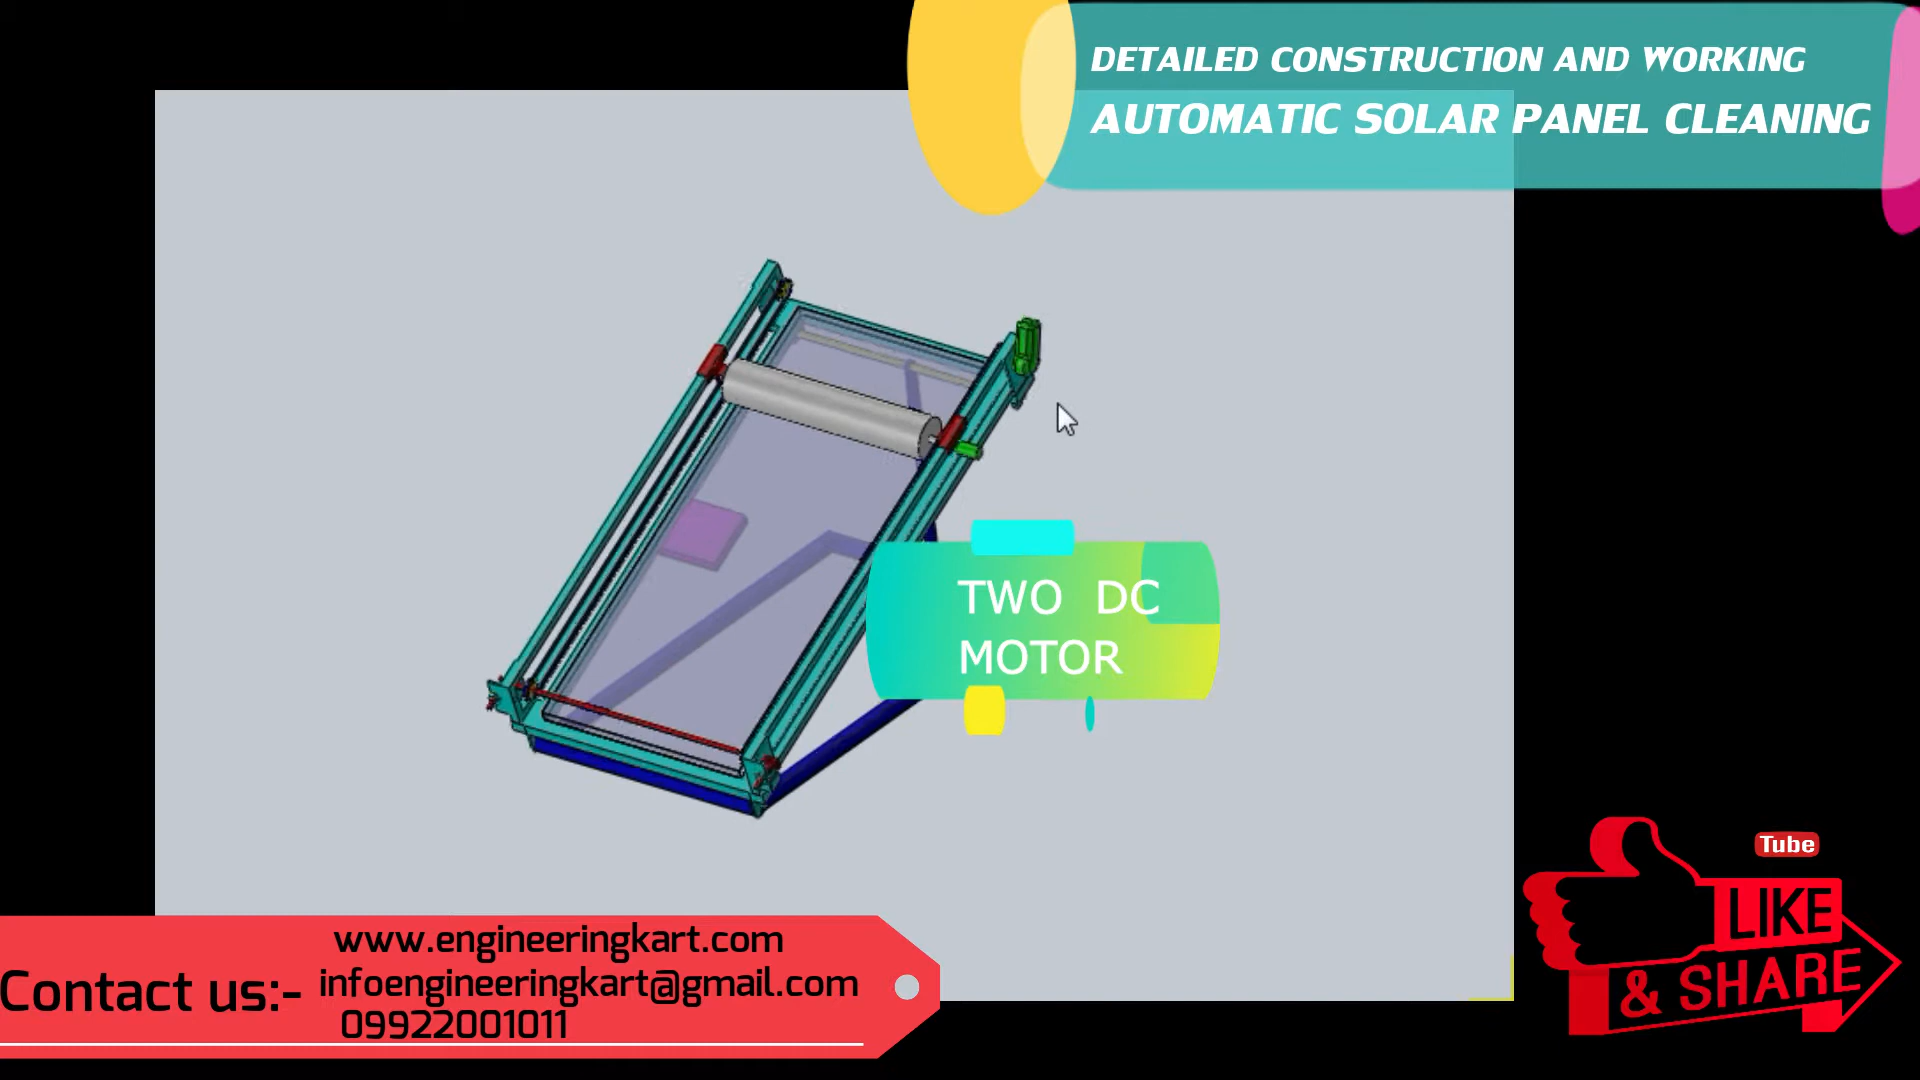 DETAILED CONSTRUCTION AND WORKING
AUTOMATIC SOLAR PANEL CLEANING
TWO DC
MOTOR
Tube
LIKE
& SHARE
www.engineeringkart.com
Contact us:- infoengineeringkart@gmail.com
09922001011